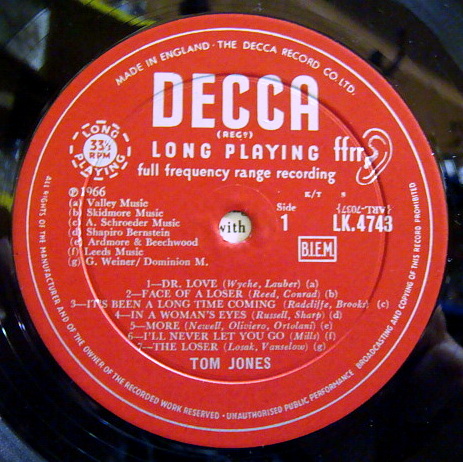 MADE IN ENGLAND · THE DECCA RECORD CO. LTD.
DECCA
(REGD)
LONG PLAYING ffrr
full frequency range recording
LONG
33⅓
RPM
PLAYING
℗1966
(a) Valley Music
(b) Skidmore Music
(c) A. Schroeder Music
(d) Shapiro Bernstein
(e) Ardmore & Beechwood
(f) Leeds Music
(g) G. Weiner/Dominion M.
K/T
Side
1
with
(ARL-7037)
LK.4743
B.I.E.M.
1—DR. LOVE (Wyche, Lauber) (a)
2—FACE OF A LOSER (Reed, Conrad) (b)
3—IT'S BEEN A LONG TIME COMING (Radcliffe, Brooks) (c)
4—IN A WOMAN'S EYES (Russell, Sharp) (d)
5—MORE (Newell, Oliviero, Ortolani) (e)
6—I'LL NEVER LET YOU GO (Mills) (f)
7—THE LOSER (Losak, Vanselow) (g)
TOM JONES
ALL RIGHTS OF THE MANUFACTURER AND OF THE OWNER OF THE RECORDED WORK RESERVED · UNAUTHORISED PUBLIC PERFORMANCE BROADCASTING AND COPYING OF THIS RECORD PROHIBITED